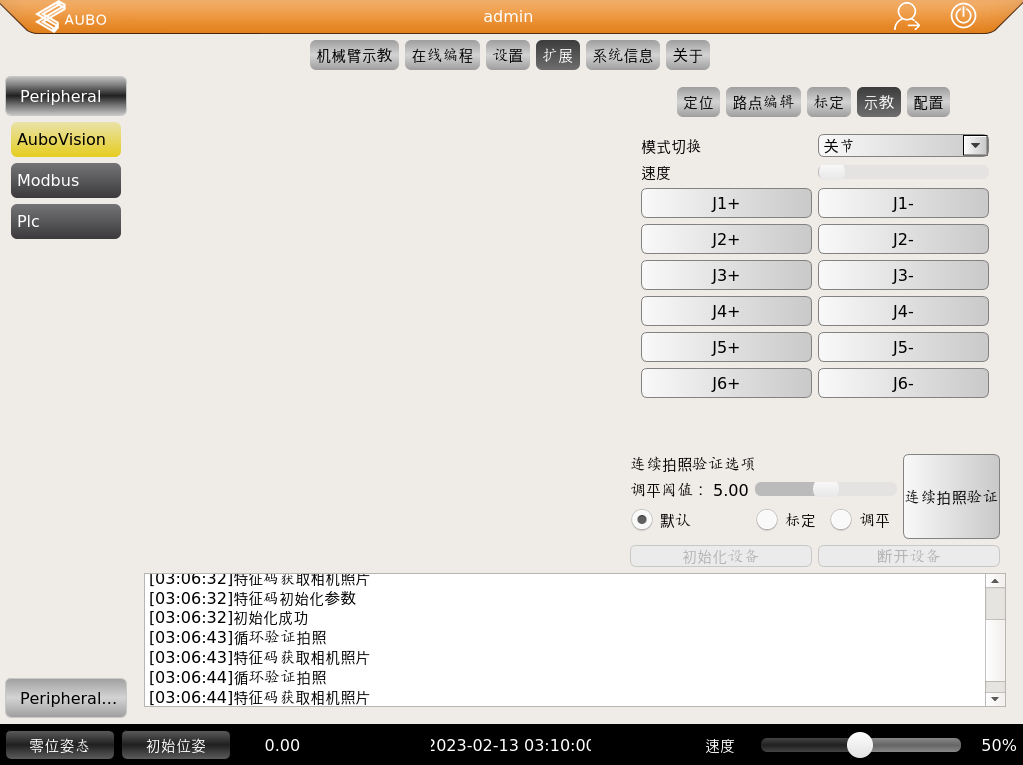 AUBO
admin
机械臂示教 在线编程 设置 扩展 系统信息 关于
Peripheral
AuboVision
Modbus
Plc
定位 路点编辑 标定 示教 配置
模式切换 关节
速度
J1+ J1-
J2+ J2-
J3+ J3-
J4+ J4-
J5+ J5-
J6+ J6-
连续拍照验证选项
调平阈值： 5.00
连续拍照验证
默认 标定 调平
初始化设备 断开设备
[03:06:32]特征码获取相机照片
[03:06:32]特征码初始化参数
[03:06:32]初始化成功
[03:06:43]循环验证拍照
[03:06:43]特征码获取相机照片
[03:06:44]循环验证拍照
[03:06:44]特征码获取相机照片
Peripheral...
零位姿态 初始位姿 0.00 2023-02-13 03:10:00 速度 50%